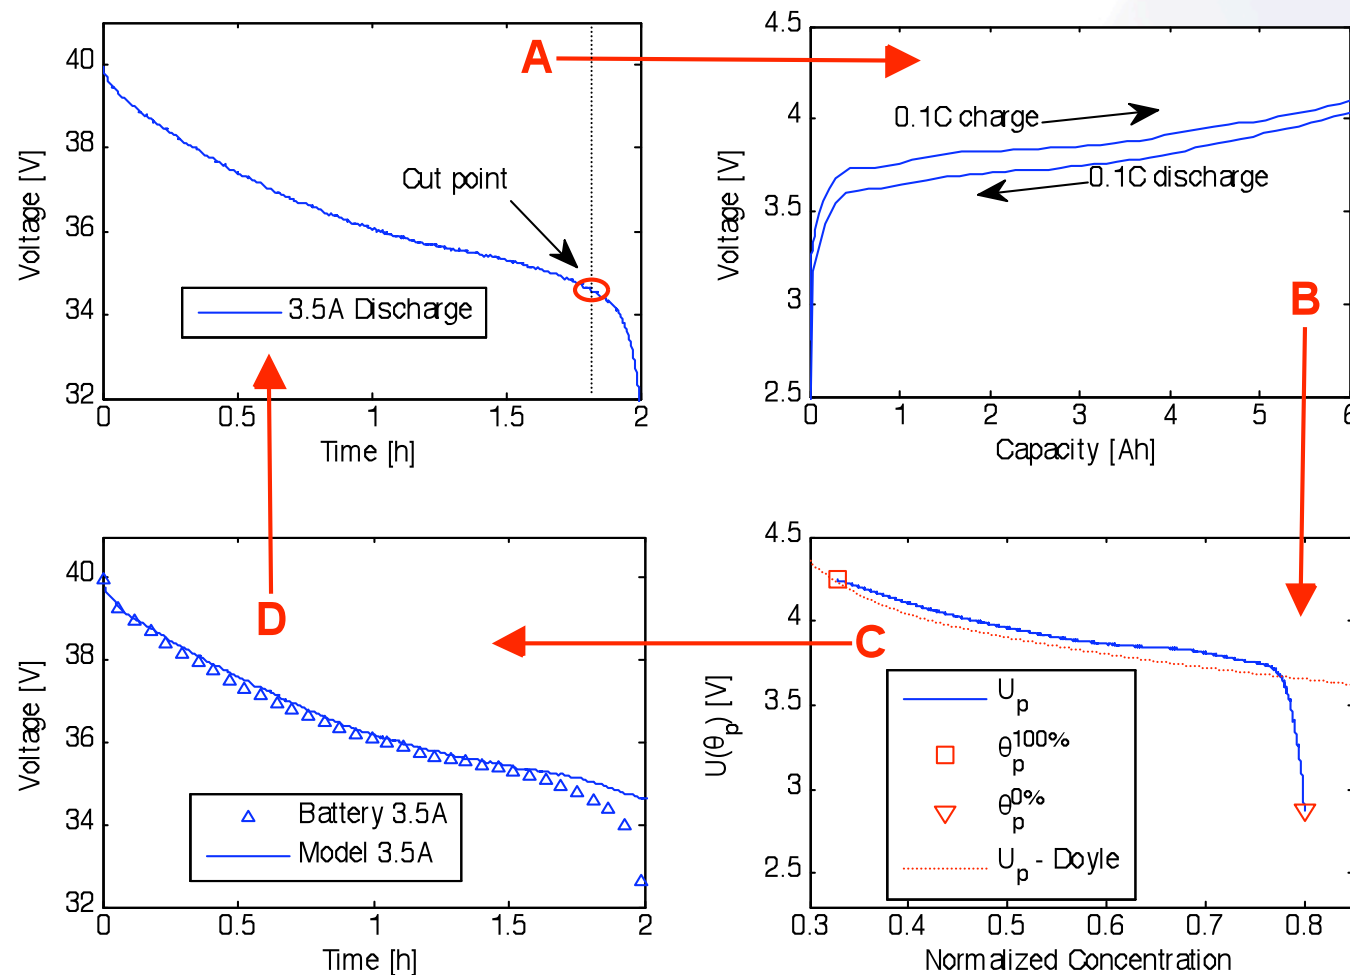 40
38
36
34
32
Voltage [V]
Cut point
3.5A Discharge
0
0.5
1
1.5
2
Time [h]
A
4.5
4
3.5
3
2.5
Voltage [V]
0.1C charge
0.1C discharge
0
1
2
3
4
5
6
Capacity [Ah]
B
40
38
36
34
32
Voltage [V]
D
Battery 3.5A
Model 3.5A
0
0.5
1
1.5
2
Time [h]
C
4.5
4
3.5
3
2.5
U(θp) [V]
Up
θp100%
θp0%
Up - Doyle
0.3
0.4
0.5
0.6
0.7
0.8
Normalized Concentration